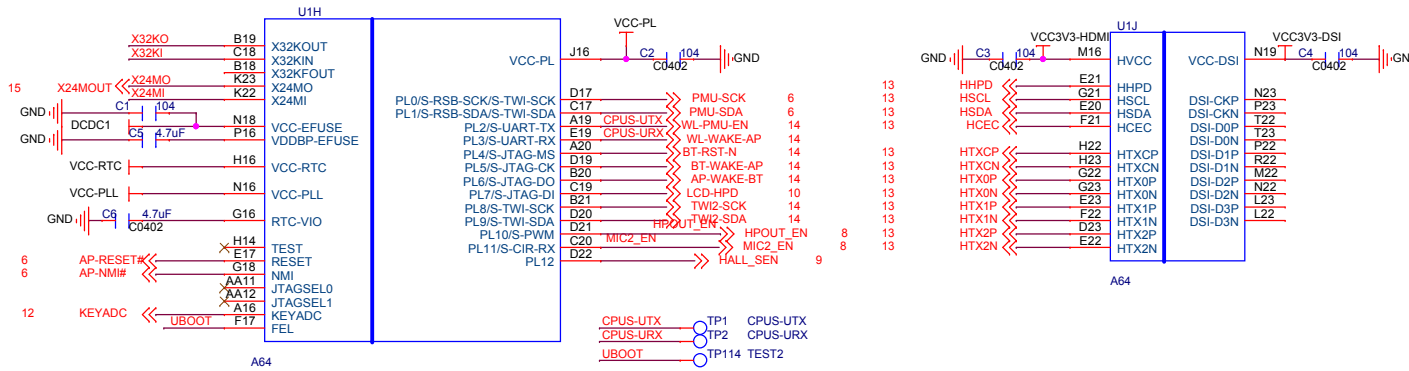 U1H
X32KO B19 X32KOUT
X32KI C18 X32KIN
B18 X32KFOUT
15 X24MOUT X24MO K23 X24MO
X24MI K22 X24MI
GND C1 104
DCDC1 N18 VCC-EFUSE
GND C5 4.7uF P16 VDDBP-EFUSE
VCC-RTC H16 VCC-RTC
VCC-PLL N16 VCC-PLL
GND C6 4.7uF C0402 G16 RTC-VIO
H14 TEST
6 AP-RESET# E17 RESET
6 AP-NMI# G18 NMI
AA11 JTAGSEL0
AA12 JTAGSEL1
12 KEYADC A16 KEYADC
UBOOT F17 FEL
A64
VCC-PL
VCC-PL J16 C2 104 C0402 GND
PL0/S-RSB-SCK/S-TWI-SCK D17 PMU-SCK 6
PL1/S-RSB-SDA/S-TWI-SDA C17 PMU-SDA 6
PL2/S-UART-TX A19 CPUS-UTX WL-PMU-EN 14
PL3/S-UART-RX E19 CPUS-URX WL-WAKE-AP 14
PL4/S-JTAG-MS A20 BT-RST-N 14
PL5/S-JTAG-CK D19 BT-WAKE-AP 14
PL6/S-JTAG-DO B20 AP-WAKE-BT 14
PL7/S-JTAG-DI C19 LCD-HPD 10
PL8/S-TWI-SCK B21 TWI2-SCK 14
PL9/S-TWI-SDA D20 TWI2-SDA 14
PL10/S-PWM D21 HPOUT_EN HPOUT_EN 8
PL11/S-CIR-RX C20 MIC2_EN MIC2_EN 8
PL12 D22 HALL_SEN 9
CPUS-UTX TP1 CPUS-UTX
CPUS-URX TP2 CPUS-URX
UBOOT TP114 TEST2
U1J
VCC3V3-HDMI
GND C3 104 C0402 M16 HVCC
13 HHPD E21 HHPD
13 HSCL G21 HSCL
13 HSDA E20 HSDA
13 HCEC F21 HCEC
13 HTXCP H22 HTXCP
13 HTXCN H23 HTXCN
13 HTX0P G22 HTX0P
13 HTX0N G23 HTX0N
13 HTX1P E23 HTX1P
13 HTX1N F22 HTX1N
13 HTX2P D23 HTX2P
13 HTX2N E22 HTX2N
A64
VCC3V3-DSI
VCC-DSI N19 C4 104 C0402 GN
DSI-CKP N23
DSI-CKN P23
DSI-D0P T22
DSI-D0N T23
DSI-D1P P22
DSI-D1N R22
DSI-D2P M22
DSI-D2N N22
DSI-D3P L23
DSI-D3N L22